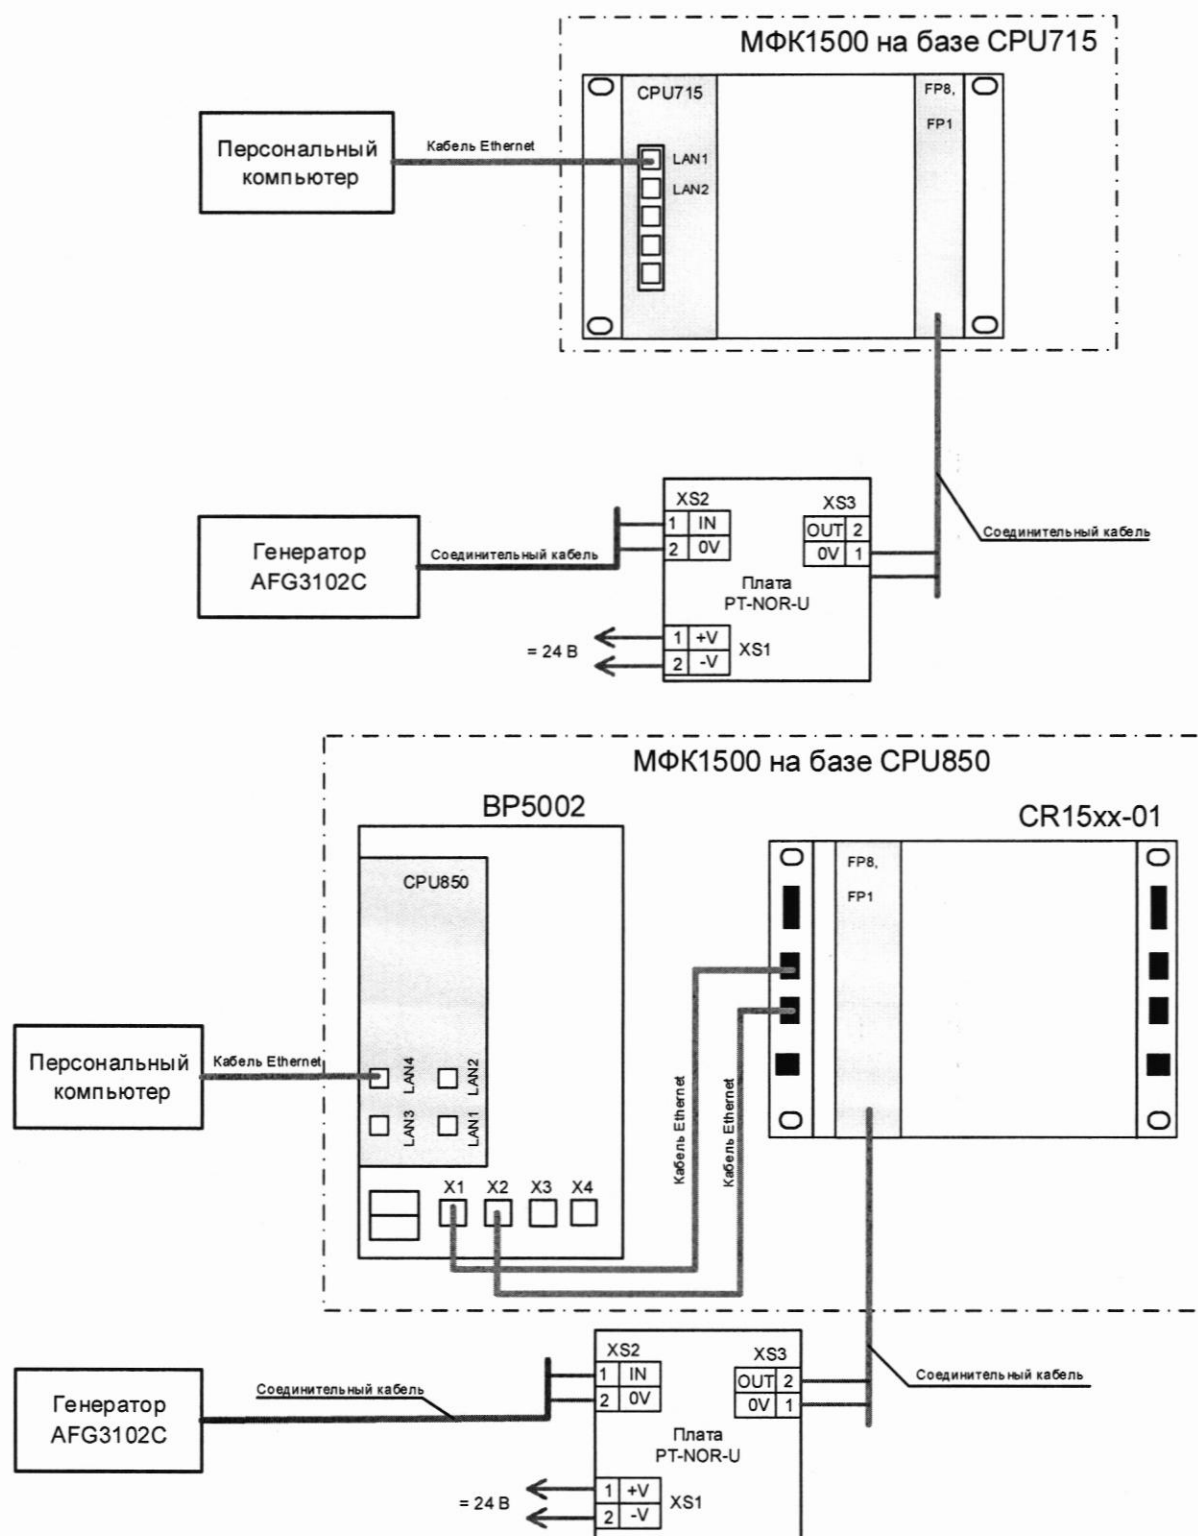 МФК1500 на базе CPU715
CPU715
FP8,
FP1
Персональный
компьютер
Кабель Ethernet
LAN1
LAN2
XS2
XS3
1 IN
2 0V
OUT 2
0V 1
Соединительный кабель
Генератор
AFG3102C
Соединительный кабель
Плата
PT-NOR-U
= 24 В
1 +V
2 -V
XS1
МФК1500 на базе CPU850
BP5002
CR15xx-01
CPU850
FP8,
FP1
Персональный
компьютер
Кабель Ethernet
LAN4
LAN2
LAN3
LAN1
Кабель Ethernet
Кабель Ethernet
X1 X2 X3 X4
XS2
XS3
1 IN
2 0V
OUT 2
0V 1
Соединительный кабель
Генератор
AFG3102C
Соединительный кабель
Плата
PT-NOR-U
= 24 В
1 +V
2 -V
XS1